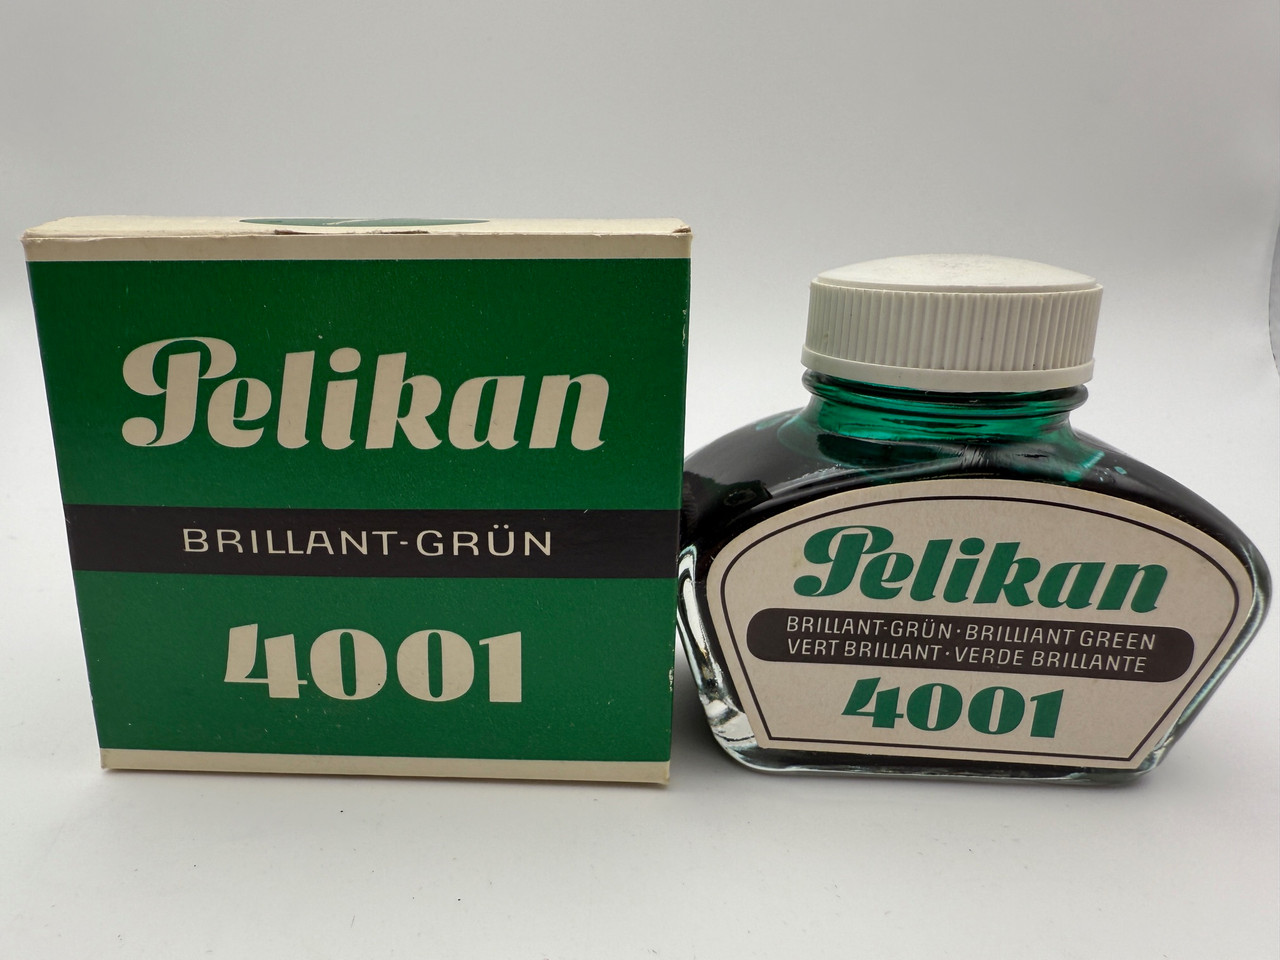 Pelikan
BRILLANT-GRÜN
4001
Pelikan
BRILLANT-GRÜN · BRILLIANT GREEN
VERT BRILLANT · VERDE BRILLANTE
4001